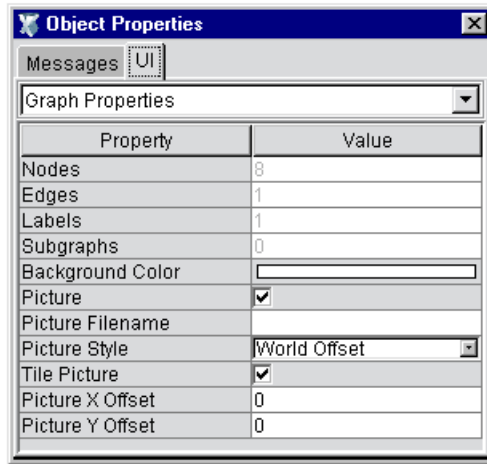 Object Properties
Messages UI
Graph Properties
Property Value
Nodes 8
Edges 1
Labels 1
Subgraphs 0
Background Color
Picture
Picture Filename
Picture Style World Offset
Tile Picture
Picture X Offset 0
Picture Y Offset 0